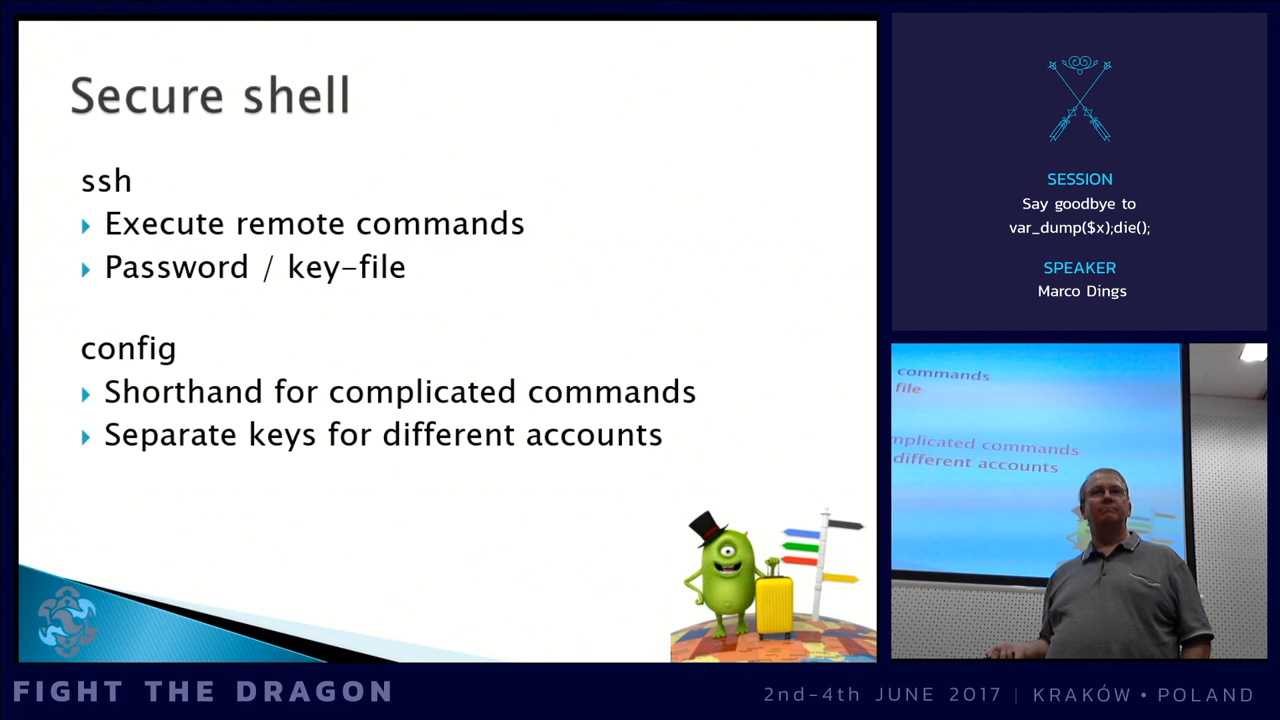 Secure shell
ssh
Execute remote commands
Password / key-file
config
Shorthand for complicated commands
Separate keys for different accounts
SESSION
Say goodbye to
var_dump($x);die();
SPEAKER
Marco Dings
commands
file
mplicated commands
different accounts
FIGHT THE DRAGON
2nd-4th JUNE 2017 | KRAKÓW • POLAND